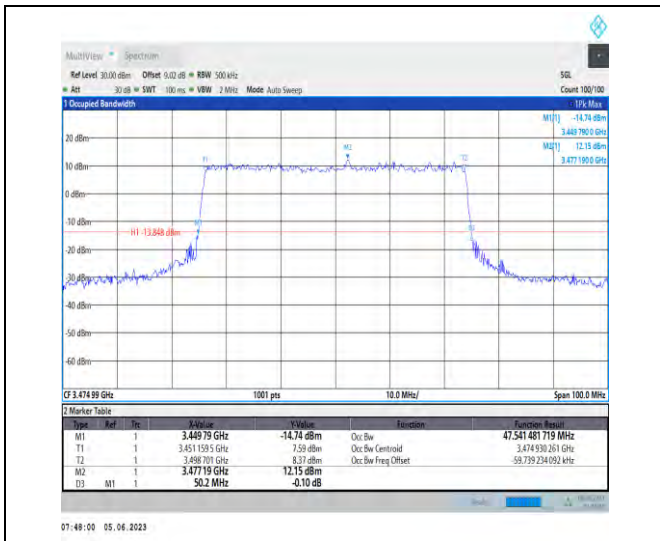 MultiView Spectrum
Ref Level 30.00 dBm Offset 9.02 dB RBW 500 kHz SGL
Att 30 dB SWT 100 ms VBW 2 MHz Mode Auto Sweep Count 100/100
1 Occupied Bandwidth 1Pk Max
M1[1] -14.74 dBm
3.449 790 0 GHz
M2[1] 12.15 dBm
3.477 190 0 GHz
M2
T1
T2
20 dBm
10 dBm
0 dBm
-10 dBm
H1 -13.848 dBm
-20 dBm
-30 dBm
-40 dBm
-50 dBm
-60 dBm
CF 3.474 99 GHz 1001 pts 10.0 MHz/ Span 100.0 MHz
2 Marker Table
Type Ref Trc X-Value Y-Value Function Function Result
M1 1 3.449 79 GHz -14.74 dBm Occ Bw 47.541 481 719 MHz
T1 1 3.451 159 5 GHz 7.59 dBm Occ Bw Centroid 3.474 930 261 GHz
T2 1 3.498 701 GHz 8.37 dBm Occ Bw Freq Offset -59.739 234 092 kHz
M2 1 3.477 19 GHz 12.15 dBm
D3 M1 1 50.2 MHz -0.10 dB
07:48:00 05.06.2023